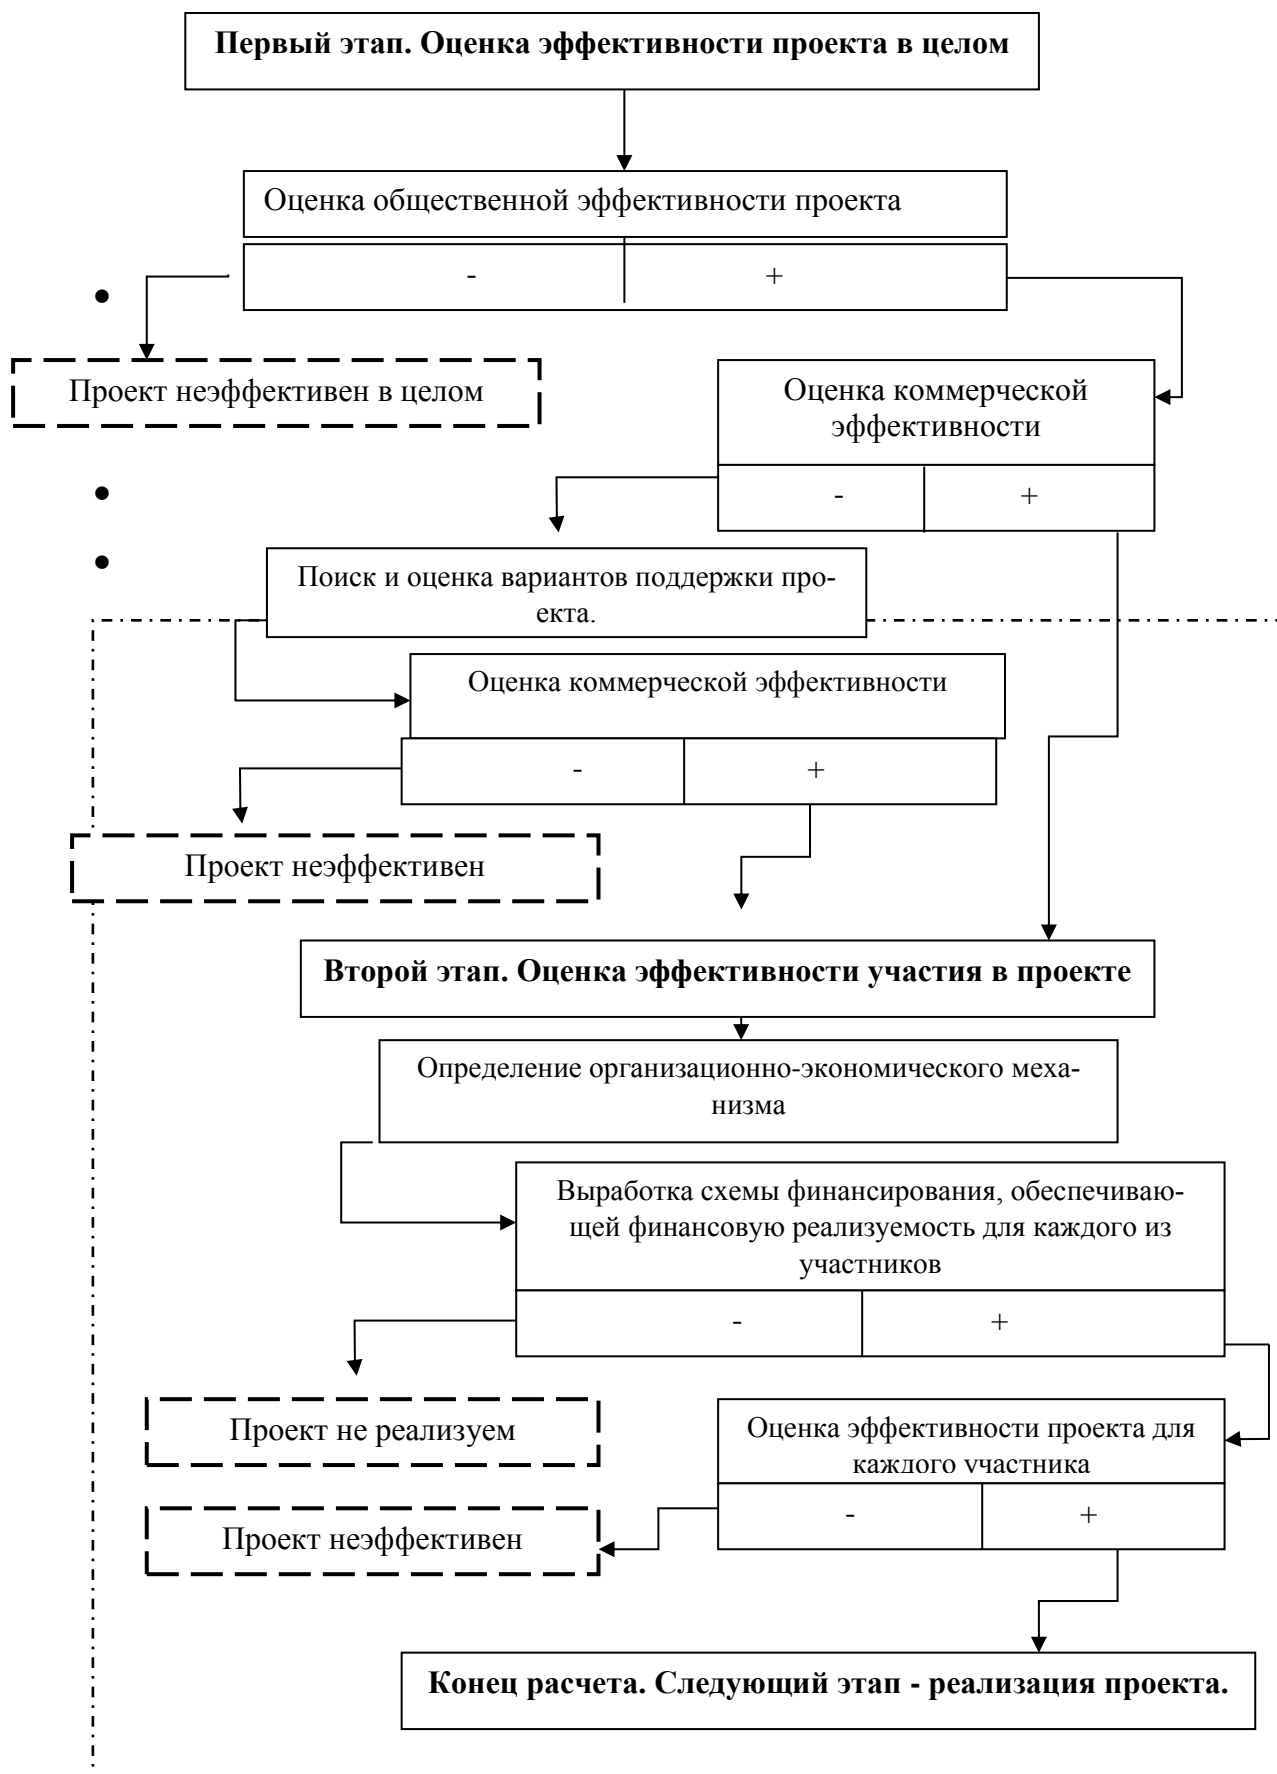 Первый этап. Оценка эффективности проекта в целом
Оценка общественной эффективности проекта
- +
•
Проект неэффективен в целом
Оценка коммерческой
эффективности
•
- +
•
Поиск и оценка вариантов поддержки про-
екта.
Оценка коммерческой эффективности
- +
Проект неэффективен
Второй этап. Оценка эффективности участия в проекте
Определение организационно-экономического меха-
низма
Выработка схемы финансирования, обеспечиваю-
щей финансовую реализуемость для каждого из
участников
- +
Проект не реализуем
Оценка эффективности проекта для
каждого участника
- +
Проект неэффективен
Конец расчета. Следующий этап - реализация проекта.